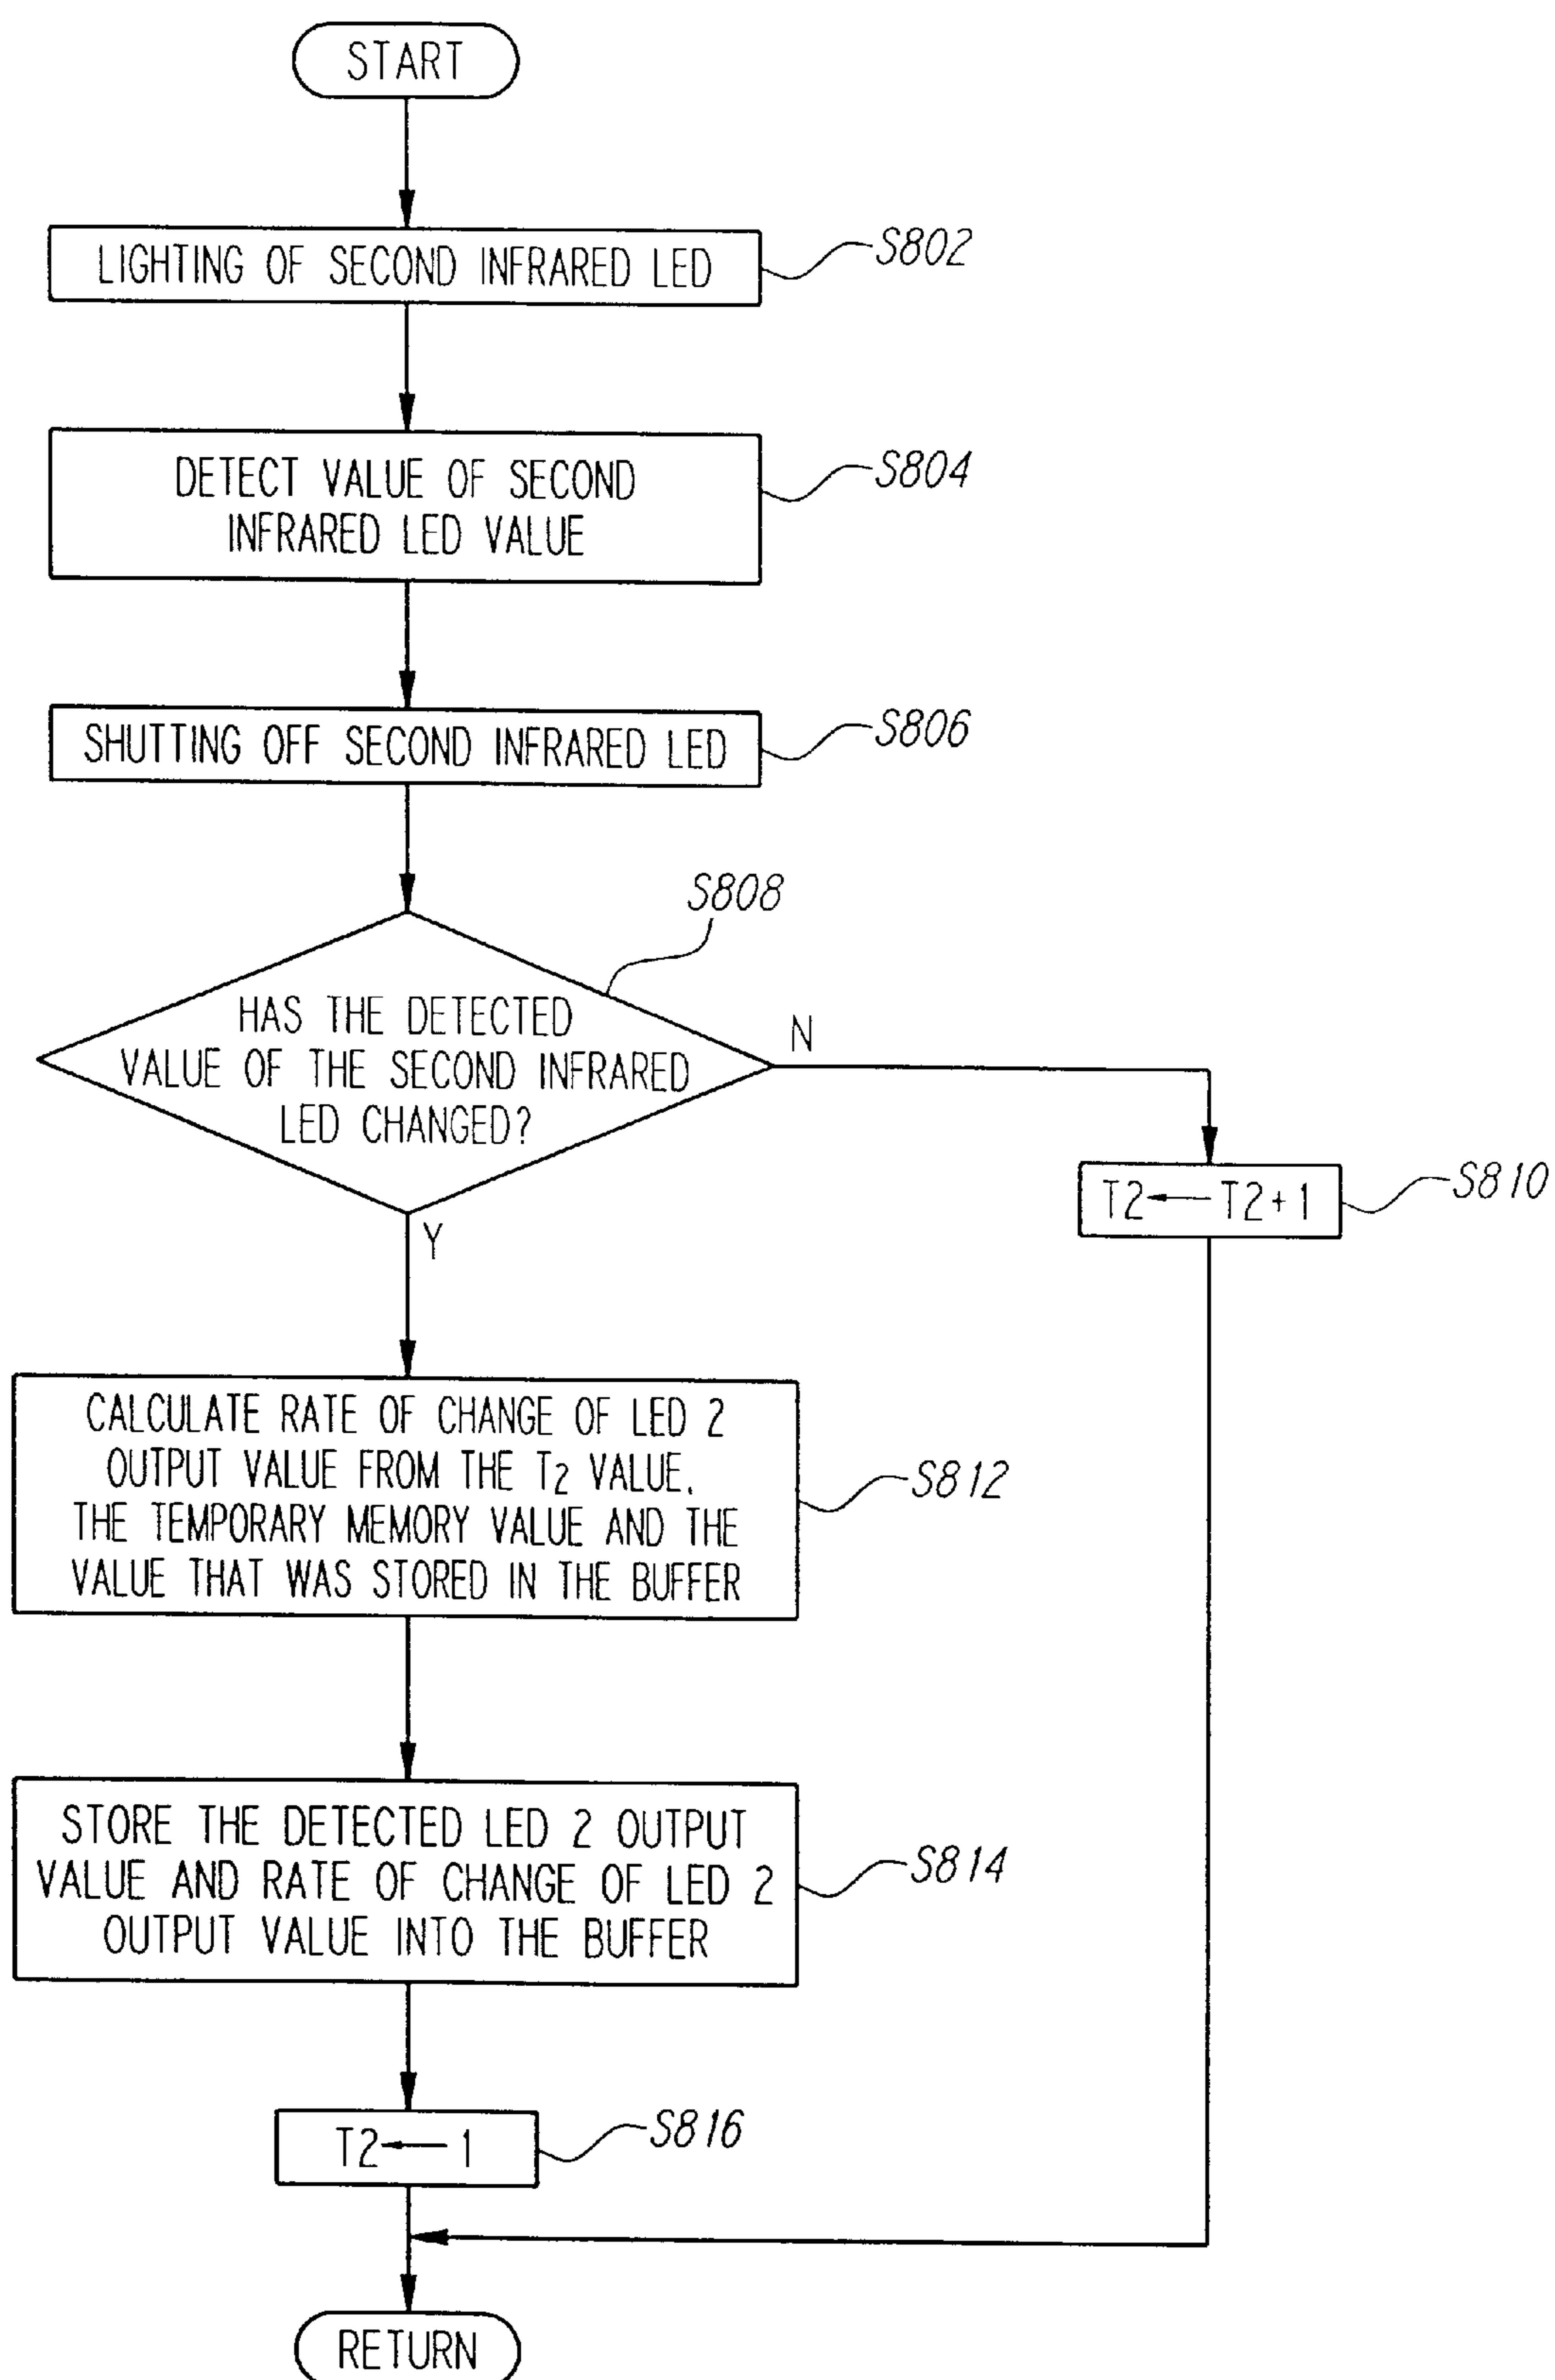 START
LIGHTING OF SECOND INFRARED LED
S802
DETECT VALUE OF SECOND
INFRARED LED VALUE
S804
SHUTTING OFF SECOND INFRARED LED
S806
S808
HAS THE DETECTED
VALUE OF THE SECOND INFRARED
LED CHANGED?
N
Y
T2 ← T2+1
S810
CALCULATE RATE OF CHANGE OF LED 2
OUTPUT VALUE FROM THE T2 VALUE.
THE TEMPORARY MEMORY VALUE AND THE
VALUE THAT WAS STORED IN THE BUFFER
S812
STORE THE DETECTED LED 2 OUTPUT
VALUE AND RATE OF CHANGE OF LED 2
OUTPUT VALUE INTO THE BUFFER
S814
T2 ← 1
S816
RETURN